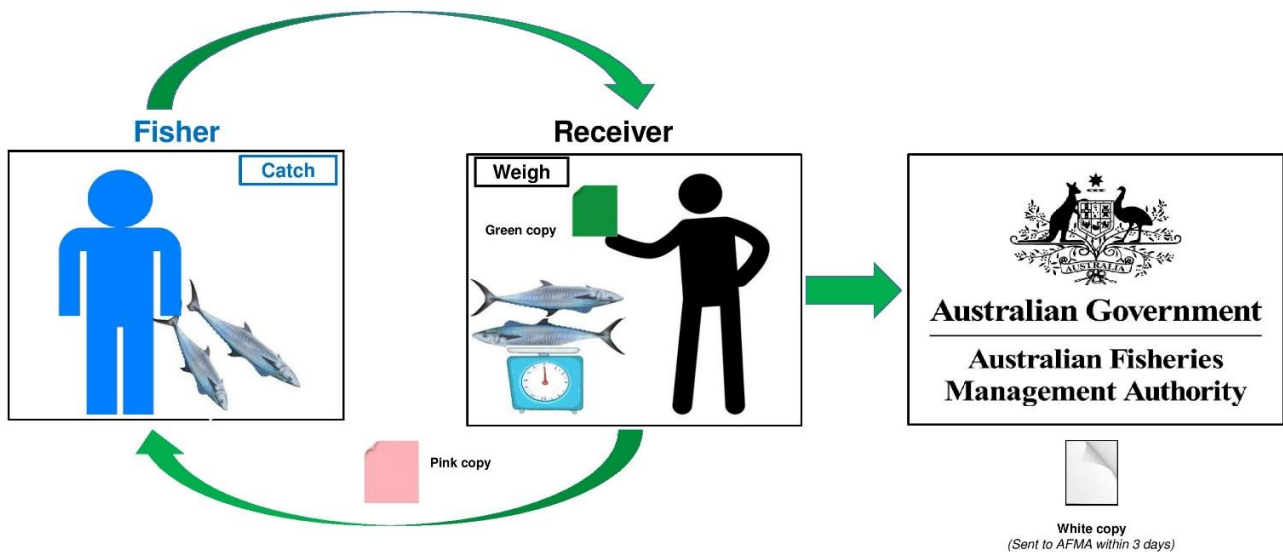 Fisher
Catch
Receiver
Weigh
Green copy
AUSTRALIA
Australian Government
Australian Fisheries
Management Authority
Pink copy
White copy
(Sent to AFMA within 3 days)